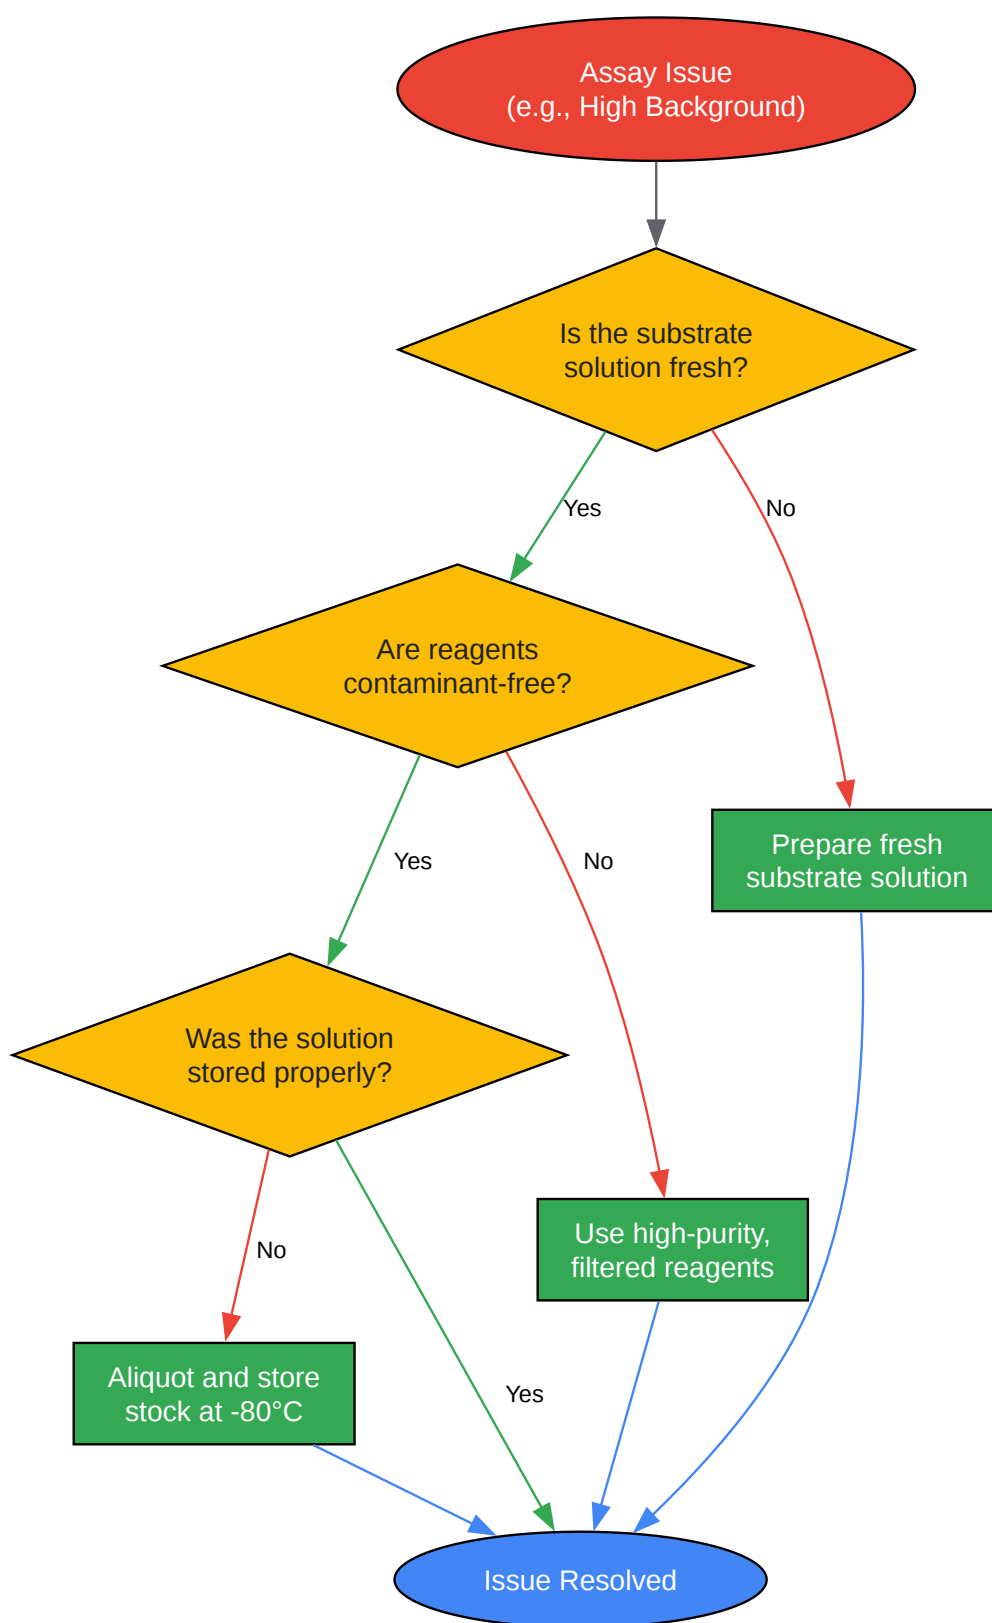 Assay Issue
(e.g., High Background)
Is the substrate
solution fresh?
Yes
No
Are reagents
contaminant-free?
Prepare fresh
substrate solution
Yes
No
Was the solution
stored properly?
Use high-purity,
filtered reagents
No
Aliquot and store
stock at -80°C
Yes
Issue Resolved